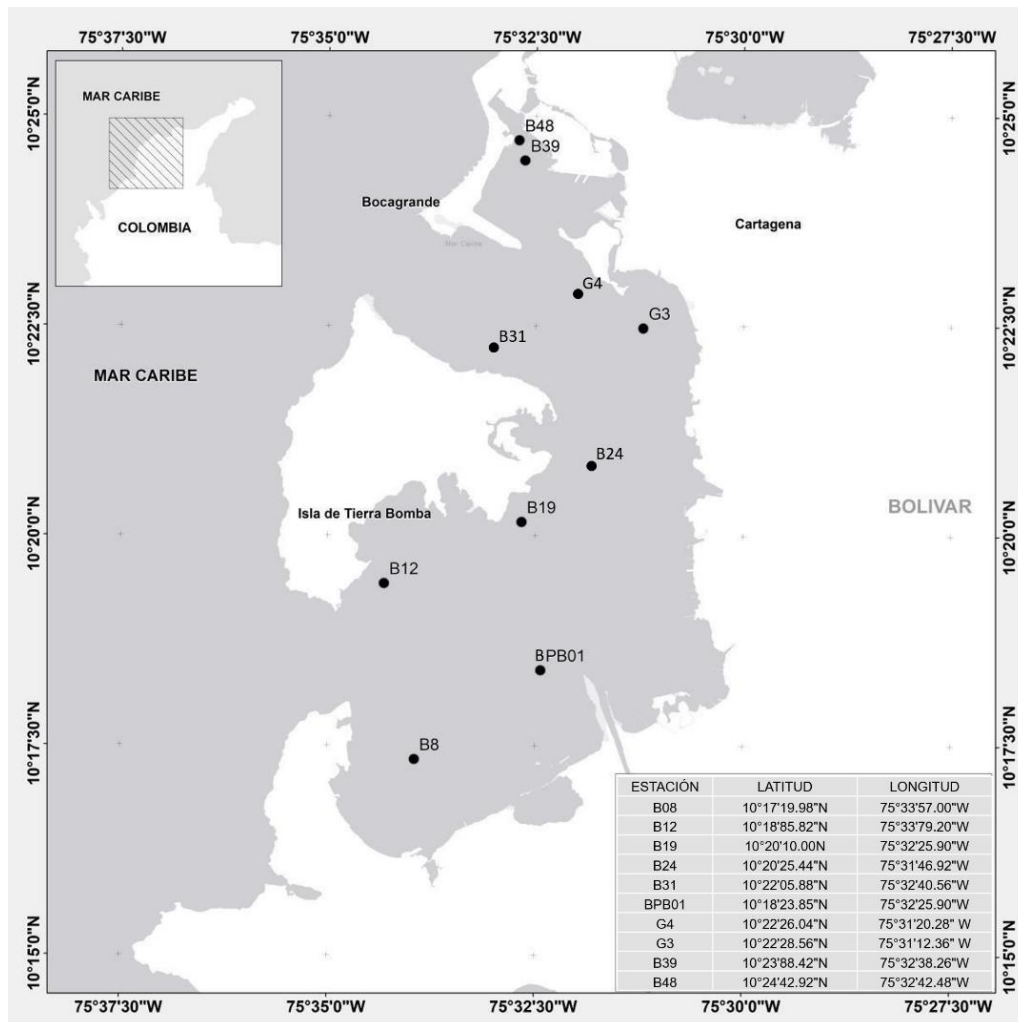 75°37'30"W 75°35'0"W 75°32'30"W 75°30'0"W 75°27'30"W
10°25'0"N
10°25'0"N
MAR CARIBE
COLOMBIA
B48
B39
Bocagrande
Mar Caribe
Cartagena
G4
G3
10°22'30"N
10°22'30"N
B31
MAR CARIBE
B24
Isla de Tierra Bomba
B19
BOLIVAR
10°20'0"N
10°20'0"N
B12
BPB01
B8
10°17'30"N
10°17'30"N
ESTACIÓN LATITUD LONGITUD
B08 10°17'19.98"N 75°33'57.00"W
B12 10°18'85.82"N 75°33'79.20"W
B19 10°20'10.00N 75°32'25.90"W
B24 10°20'25.44"N 75°31'46.92"W
B31 10°22'05.88"N 75°32'40.56"W
BPB01 10°18'23.85"N 75°32'25.90"W
G4 10°22'26.04"N 75°31'20.28" W
G3 10°22'28.56"N 75°31'12.36" W
B39 10°23'88.42"N 75°32'38.26"W
B48 10°24'42.92"N 75°32'42.48"W
10°15'0"N
10°15'0"N
75°37'30"W 75°35'0"W 75°32'30"W 75°30'0"W 75°27'30"W